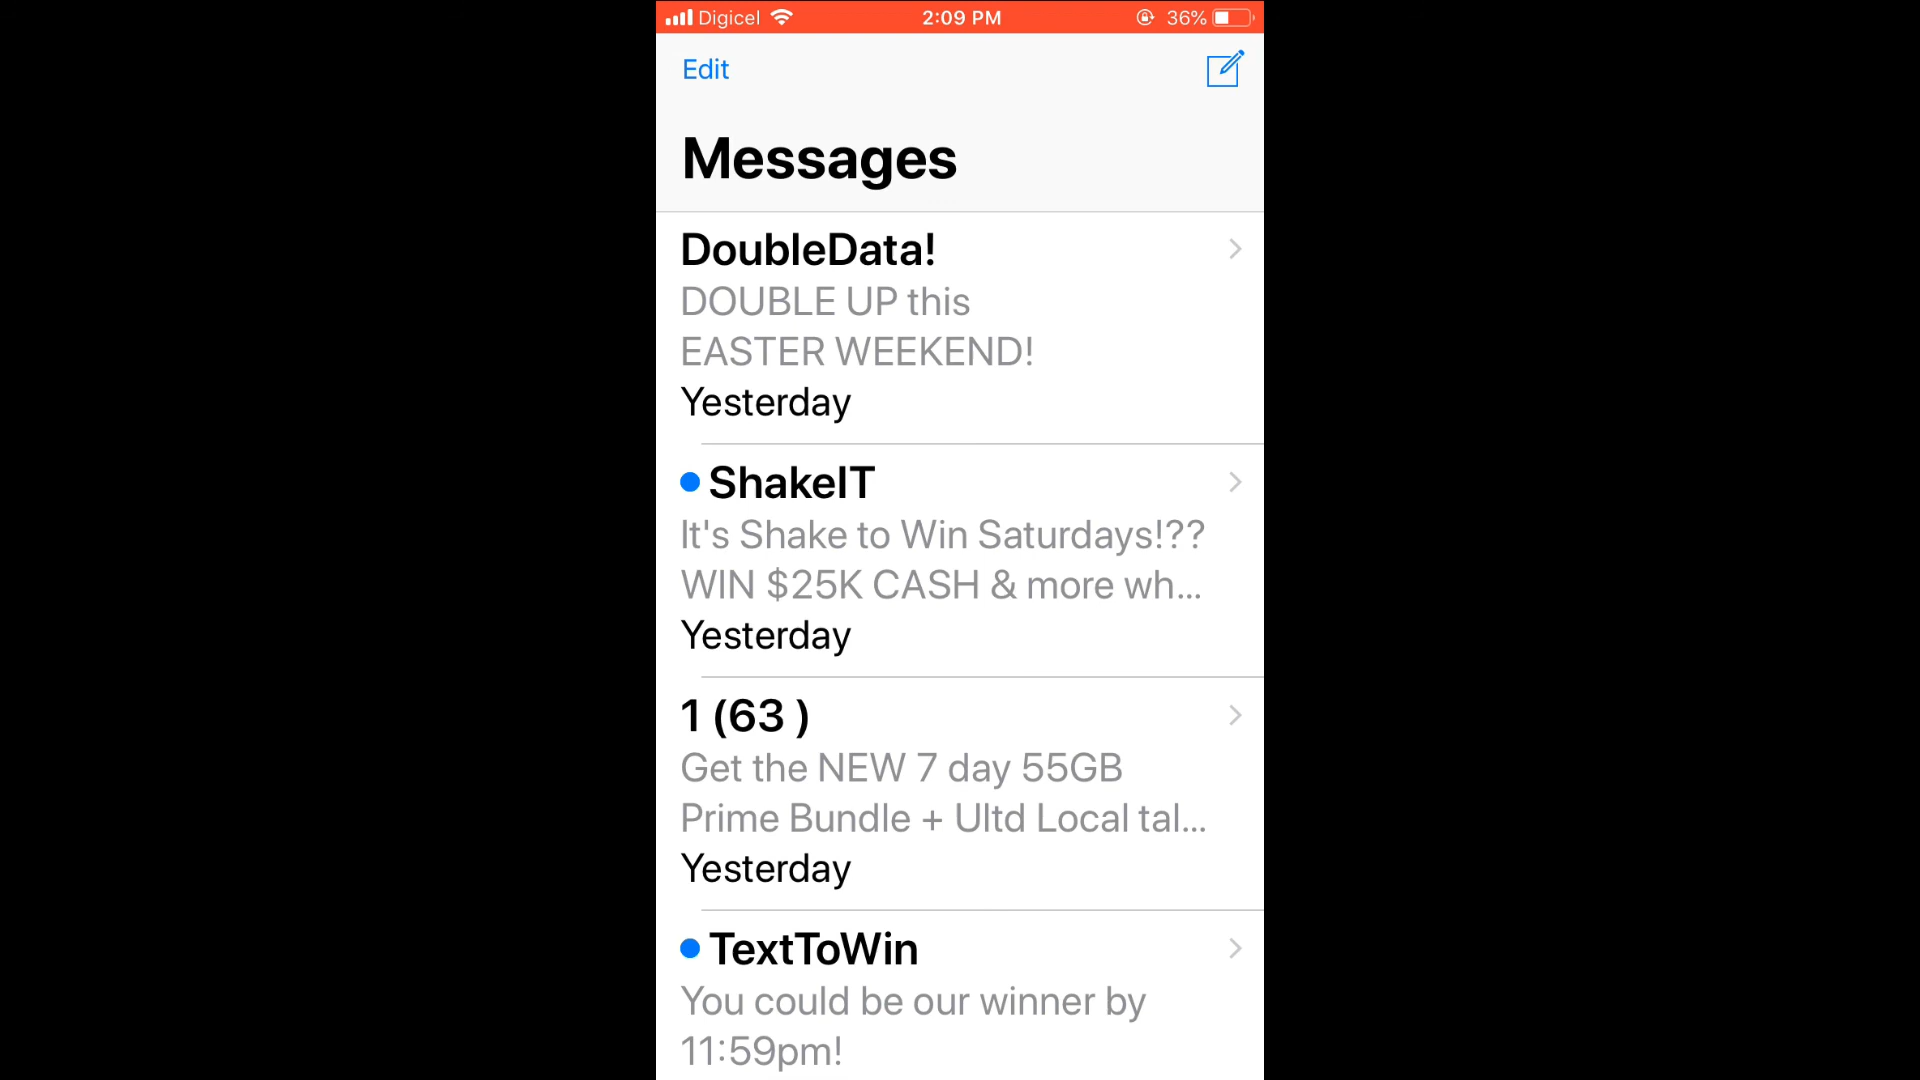 Digicel 2:09 PM 36%
Edit
Messages
DoubleData!
DOUBLE UP this
EASTER WEEKEND!
Yesterday
ShakeIT
It's Shake to Win Saturdays!??
WIN $25K CASH & more wh...
Yesterday
1 (63 )
Get the NEW 7 day 55GB
Prime Bundle + Ultd Local tal...
Yesterday
TextToWin
You could be our winner by
11:59pm!